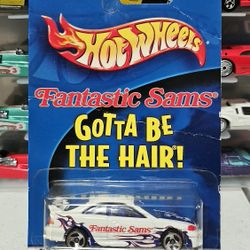 Hot Wheels
Fantastic Sams®
GOTTA BE
THE HAIR!
Fantastic Sams